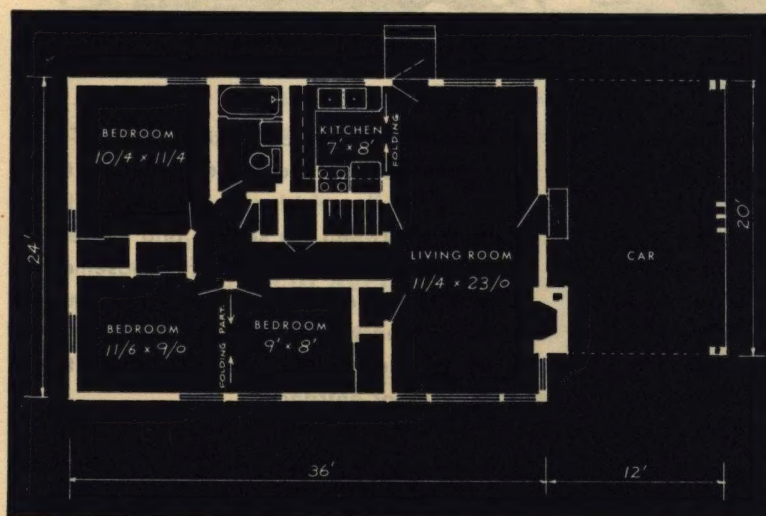 BEDROOM
10/4 × 11/4
KITCHEN
7' × 8'
FOLDING
24'
LIVING ROOM
11/4 × 23/0
CAR
20'
BEDROOM
11/6 × 9/0
FOLDING PART.
BEDROOM
9' × 8'
36'
12'